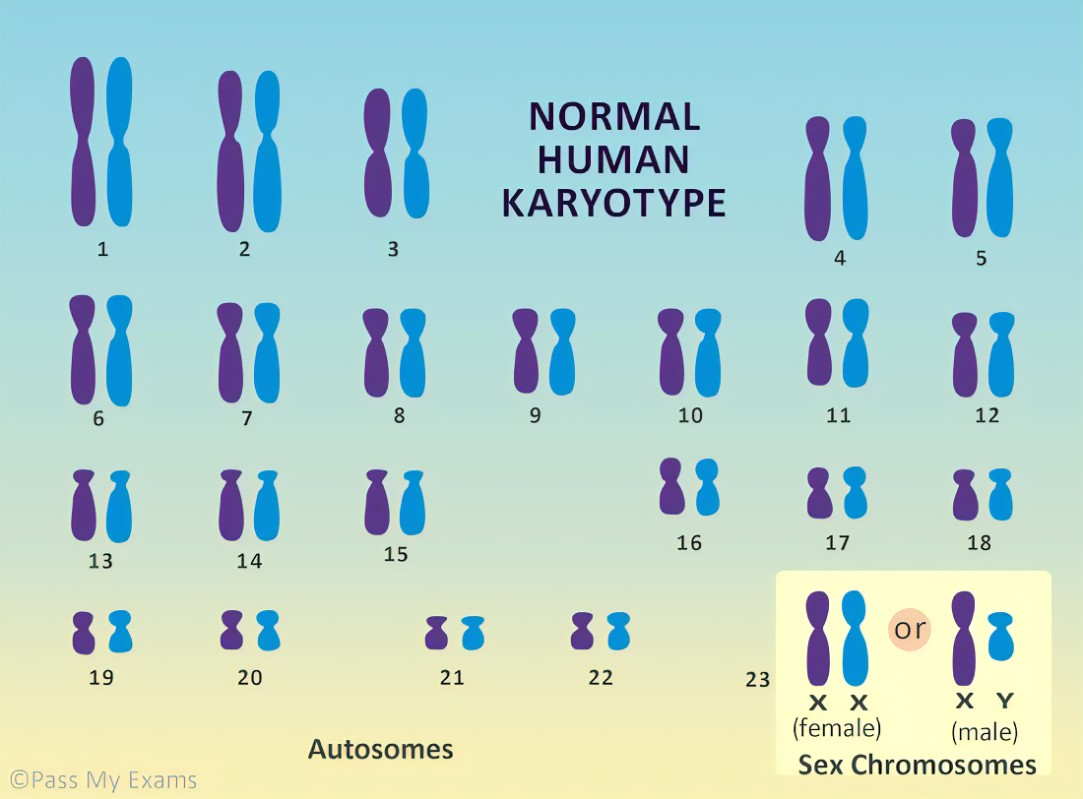 NORMAL
HUMAN
KARYOTYPE
1
2
3
4
5
6
7
8
9
10
11
12
13
14
15
16
17
18
19
20
21
22
23
or
X X
(female)
X Y
(male)
Autosomes
Sex Chromosomes
©Pass My Exams